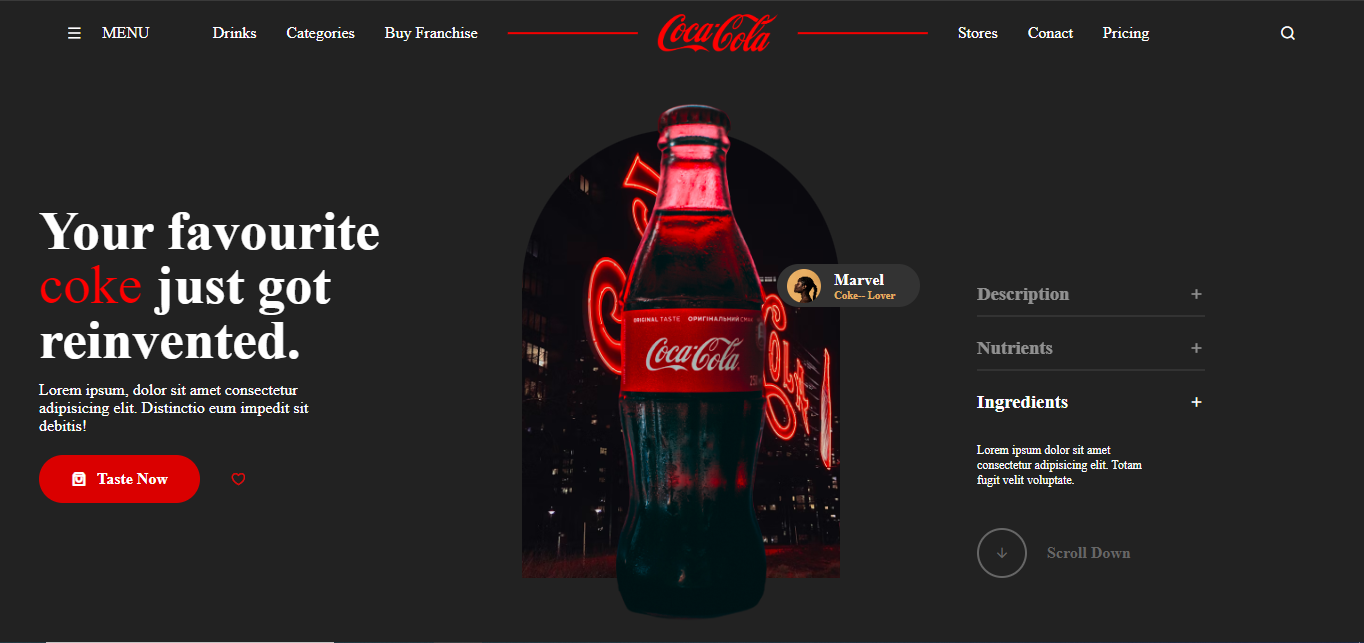 MENU
Drinks
Categories
Buy Franchise
Coca-Cola
Stores
Conact
Pricing
Your favourite
coke just got
reinvented.
Lorem ipsum, dolor sit amet consectetur
adipisicing elit. Distinctio eum impedit sit
debitis!
Taste Now
ORIGINAL TASTE ОРИГІНАЛЬНИЙ СМАК
Coca-Cola
Marvel
Coke-- Lover
Description
Nutrients
Ingredients
Lorem ipsum dolor sit amet
consectetur adipisicing elit. Totam
fugit velit voluptate.
Scroll Down